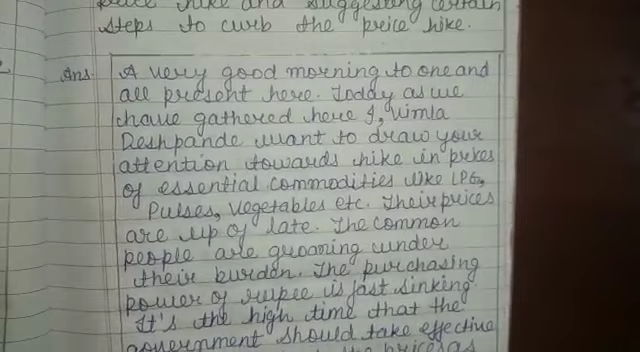 price hike and suggesting certain
steps to curb the price hike.
Ans. A very good morning to one and
all present here. Today as we
have gathered here I, Vimla
Deshpande want to draw your
attention towards hike in prices
of essential commodities like LPG,
Pulses, Vegetables etc. Their prices
are up of late. The common
people are groaning under
their burden. The purchasing
power of rupee is fast sinking.
It's the high time that the
government should take effective
the prices as